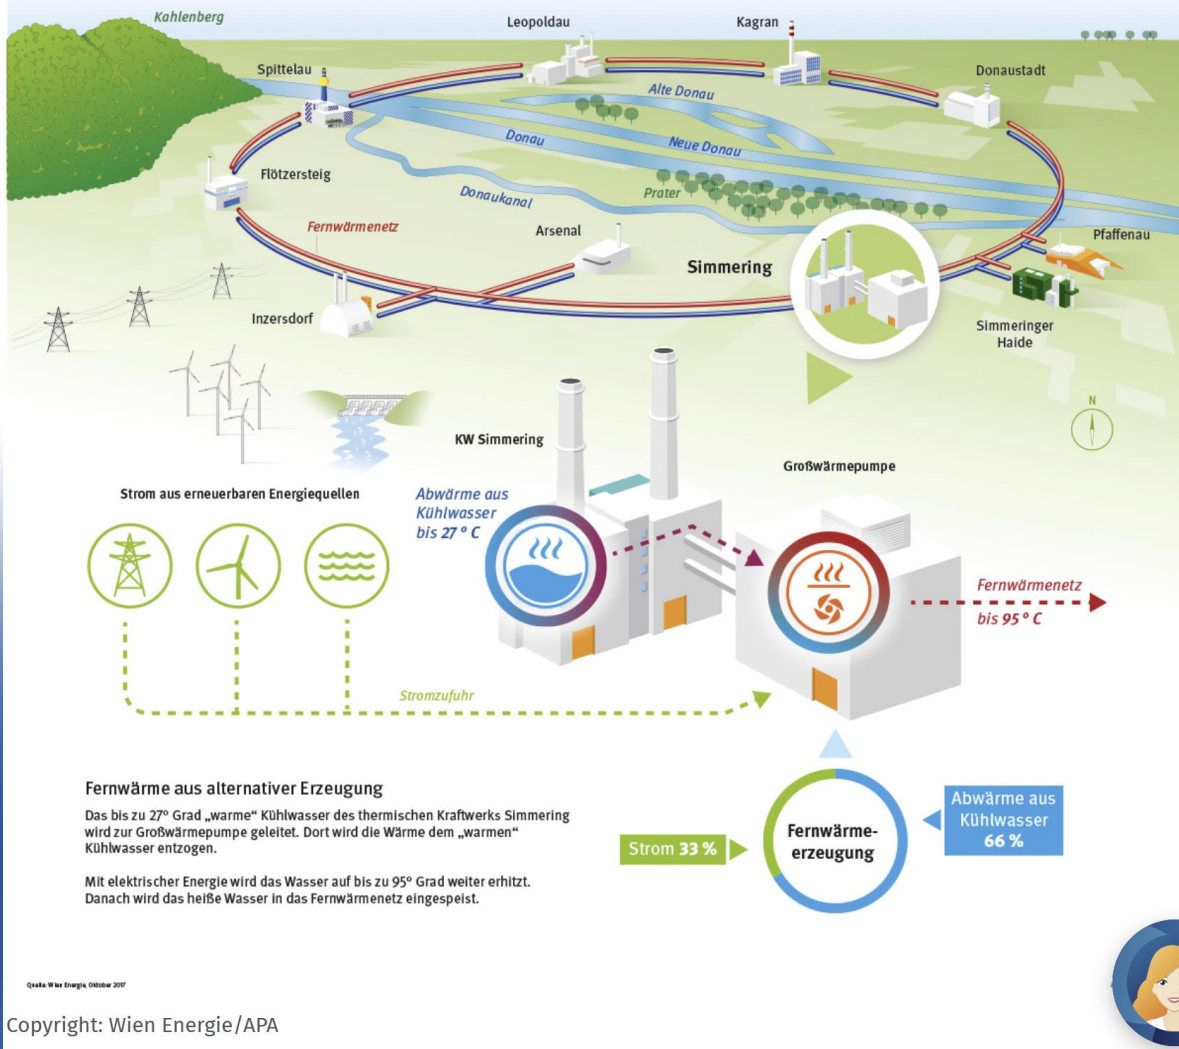 Kahlenberg
Leopoldau
Kagran
Spittelau
Donaustadt
Alte Donau
Donau
Neue Donau
Flötzersteig
Donaukanal
Prater
Fernwärmenetz
Arsenal
Pfaffenau
Simmering
Inzersdorf
Simmeringer
Haide
N
KW Simmering
Großwärmepumpe
Strom aus erneuerbaren Energiequellen
Abwärme aus
Kühlwasser
bis 27 ° C
Fernwärmenetz
bis 95 ° C
Stromzufuhr
Fernwärme aus alternativer Erzeugung
Das bis zu 27° Grad „warme“ Kühlwasser des thermischen Kraftwerks Simmering
wird zur Großwärmepumpe geleitet. Dort wird die Wärme dem „warmen“
Kühlwasser entzogen.
Mit elektrischer Energie wird das Wasser auf bis zu 95° Grad weiter erhitzt.
Danach wird das heiße Wasser in das Fernwärmenetz eingespeist.
Strom 33 %
Fernwärme-
erzeugung
Abwärme aus
Kühlwasser
66 %
Quelle: Wien Energie, Oktober 2017
Copyright: Wien Energie/APA